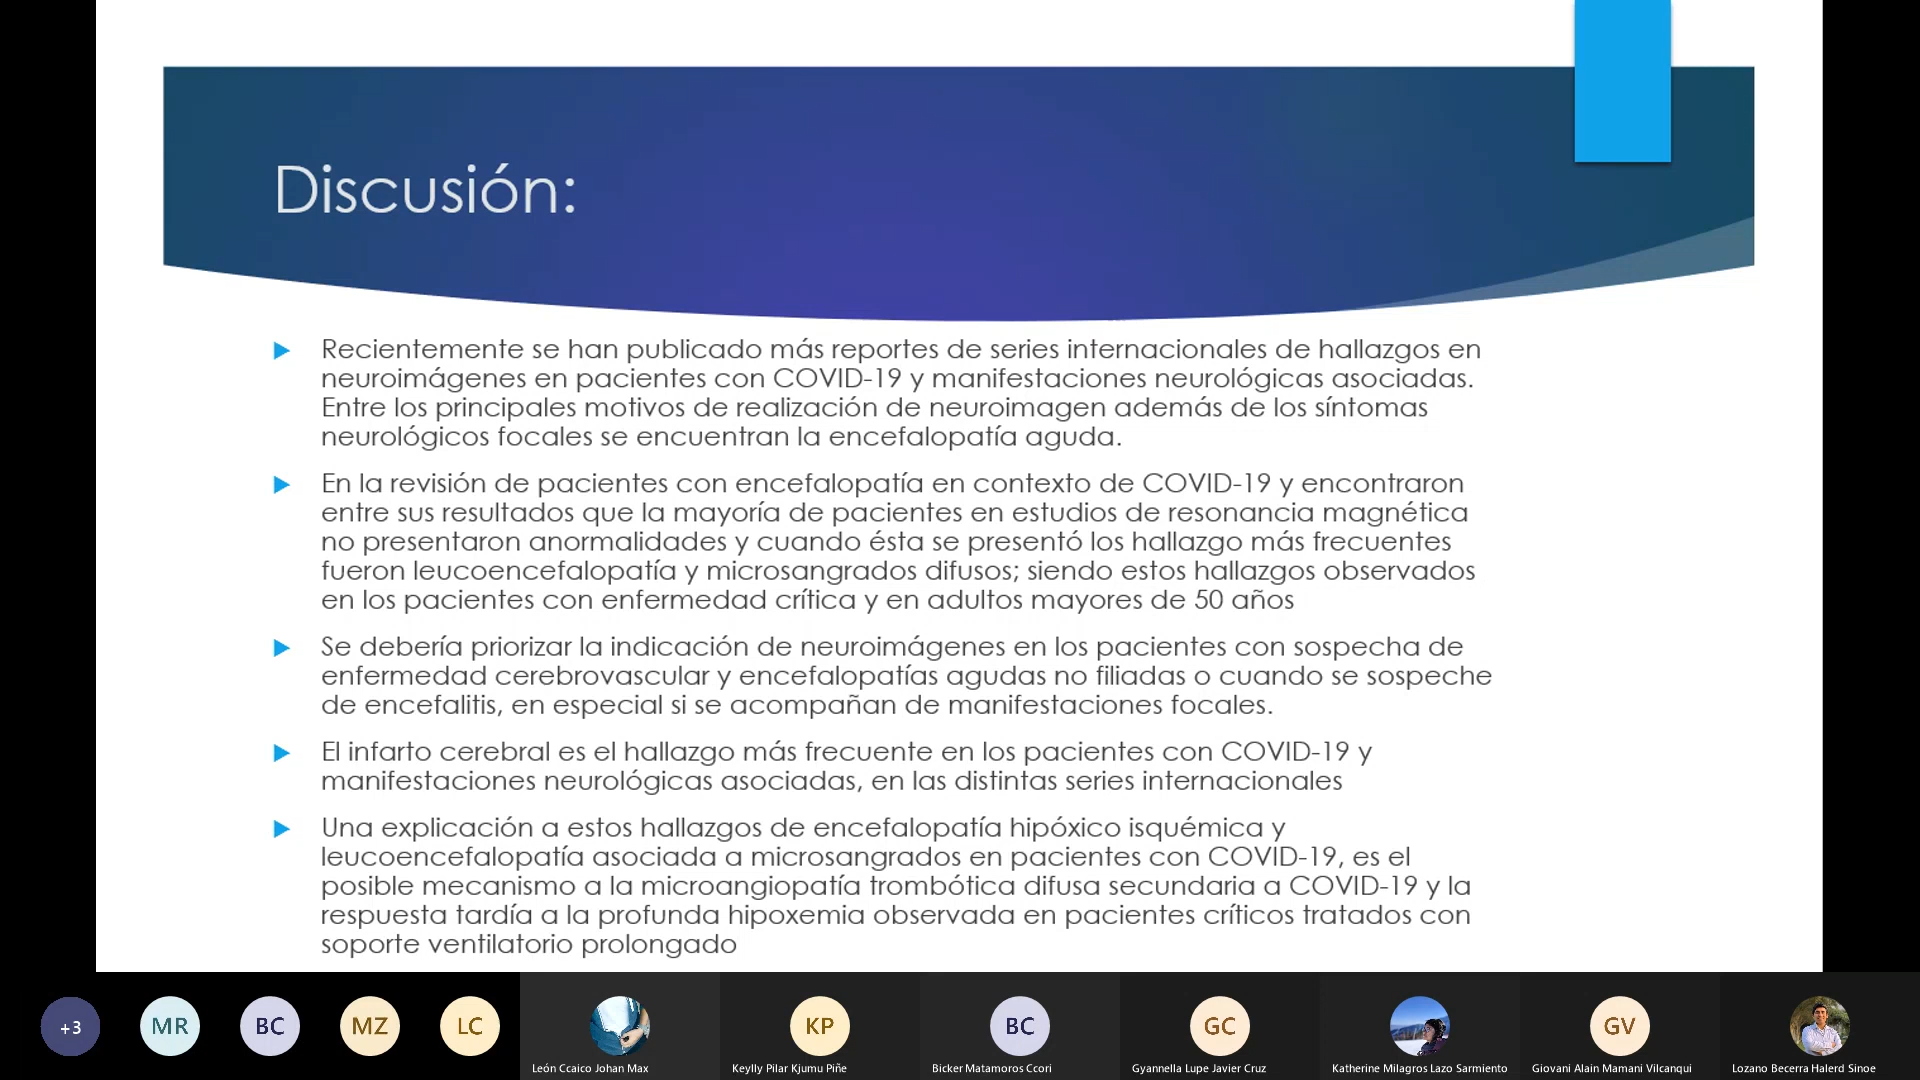 Discusión:
Recientemente se han publicado más reportes de series internacionales de hallazgos en
neuroimágenes en pacientes con COVID-19 y manifestaciones neurológicas asociadas.
Entre los principales motivos de realización de neuroimagen además de los síntomas
neurológicos focales se encuentran la encefalopatía aguda.
En la revisión de pacientes con encefalopatía en contexto de COVID-19 y encontraron
entre sus resultados que la mayoría de pacientes en estudios de resonancia magnética
no presentaron anormalidades y cuando ésta se presentó los hallazgo más frecuentes
fueron leucoencefalopatía y microsangrados difusos; siendo estos hallazgos observados
en los pacientes con enfermedad crítica y en adultos mayores de 50 años
Se debería priorizar la indicación de neuroimágenes en los pacientes con sospecha de
enfermedad cerebrovascular y encefalopatías agudas no filiadas o cuando se sospeche
de encefalitis, en especial si se acompañan de manifestaciones focales.
El infarto cerebral es el hallazgo más frecuente en los pacientes con COVID-19 y
manifestaciones neurológicas asociadas, en las distintas series internacionales
Una explicación a estos hallazgos de encefalopatía hipóxico isquémica y
leucoencefalopatía asociada a microsangrados en pacientes con COVID-19, es el
posible mecanismo a la microangiopatía trombótica difusa secundaria a COVID-19 y la
respuesta tardía a la profunda hipoxemia observada en pacientes críticos tratados con
soporte ventilatorio prolongado
+3
MR
BC
MZ
LC
León Ccaico Johan Max
KP
Keylly Pilar Kjumu Piñe
BC
Bicker Matamoros Ccori
GC
Gyannella Lupe Javier Cruz
Katherine Milagros Lazo Sarmiento
GV
Giovani Alain Mamani Vilcanqui
Lozano Becerra Halerd Sinoe